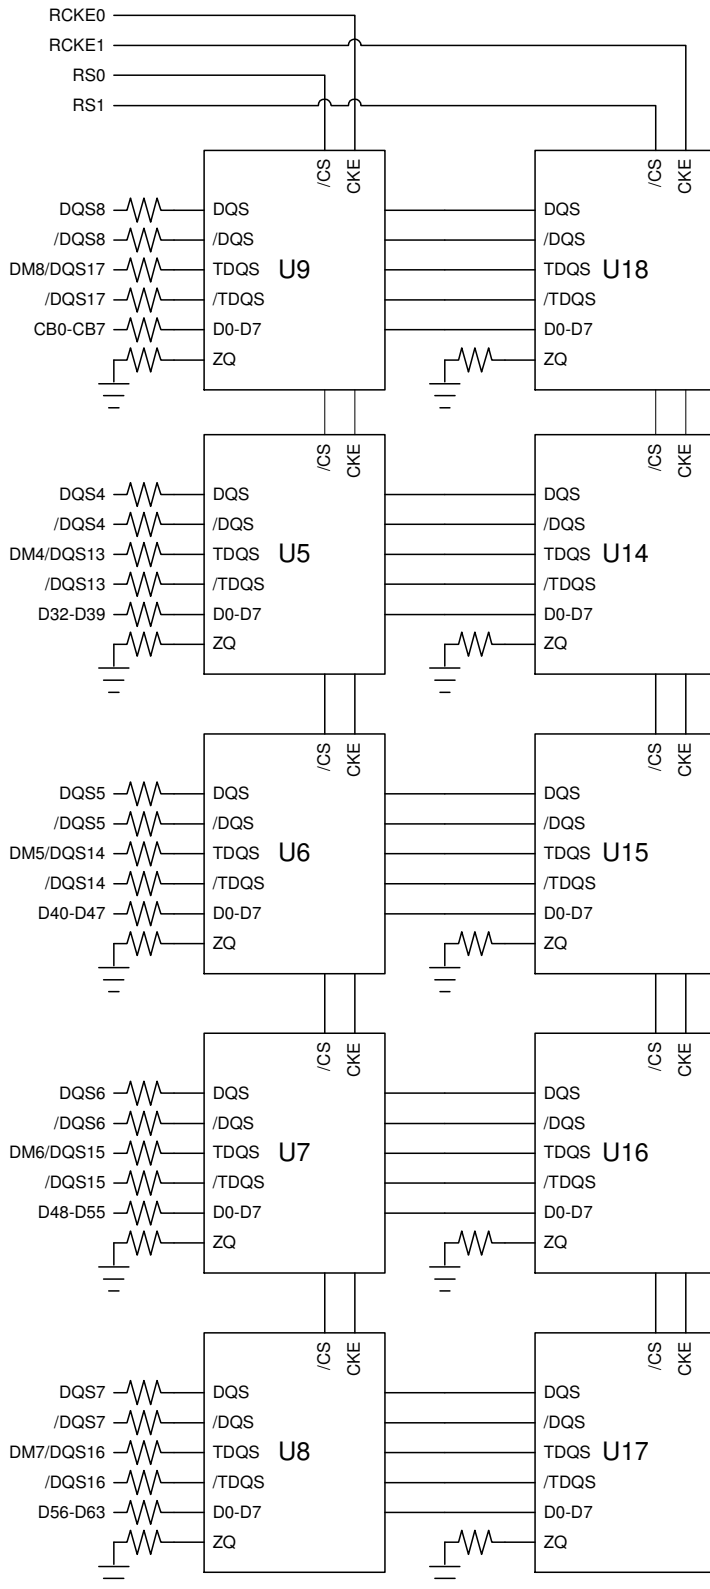 RCKE0
RCKE1
RS0
RS1
/CS CKE /CS CKE
DQS8 DQS DQS
/DQS8 /DQS /DQS
DM8/DQS17 TDQS U9 TDQS U18
/DQS17 /TDQS /TDQS
CB0-CB7 D0-D7 D0-D7
ZQ ZQ
/CS CKE /CS CKE
DQS4 DQS DQS
/DQS4 /DQS /DQS
DM4/DQS13 TDQS U5 TDQS U14
/DQS13 /TDQS /TDQS
D32-D39 D0-D7 D0-D7
ZQ ZQ
/CS CKE /CS CKE
DQS5 DQS DQS
/DQS5 /DQS /DQS
DM5/DQS14 TDQS U6 TDQS U15
/DQS14 /TDQS /TDQS
D40-D47 D0-D7 D0-D7
ZQ ZQ
/CS CKE /CS CKE
DQS6 DQS DQS
/DQS6 /DQS /DQS
DM6/DQS15 TDQS U7 TDQS U16
/DQS15 /TDQS /TDQS
D48-D55 D0-D7 D0-D7
ZQ ZQ
/CS CKE /CS CKE
DQS7 DQS DQS
/DQS7 /DQS /DQS
DM7/DQS16 TDQS U8 TDQS U17
/DQS16 /TDQS /TDQS
D56-D63 D0-D7 D0-D7
ZQ ZQ